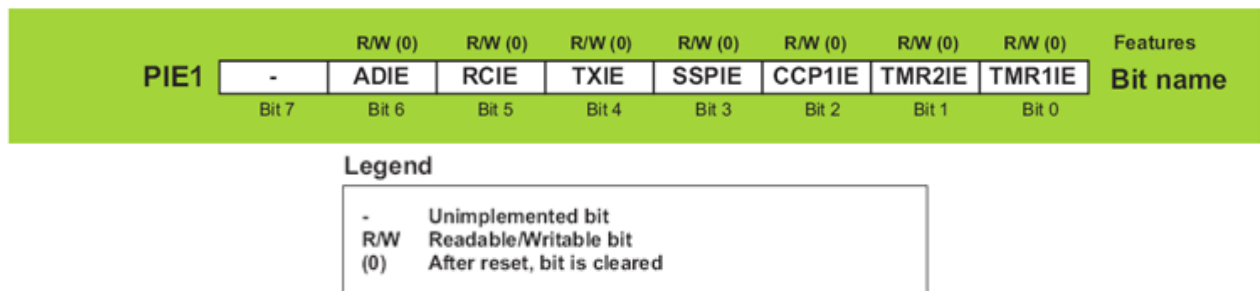 R/W (0) R/W (0) R/W (0) R/W (0) R/W (0) R/W (0) R/W (0) Features
PIE1 - ADIE RCIE TXIE SSPIE CCP1IE TMR2IE TMR1IE Bit name
Bit 7 Bit 6 Bit 5 Bit 4 Bit 3 Bit 2 Bit 1 Bit 0
Legend
- Unimplemented bit
R/W Readable/Writable bit
(0) After reset, bit is cleared